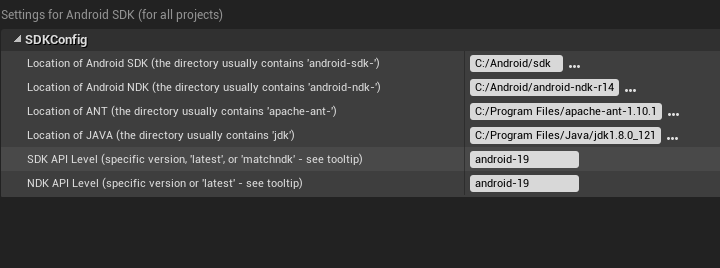 Settings for Android SDK (for all projects)
SDKConfig
Location of Android SDK (the directory usually contains 'android-sdk-') C:/Android/sdk ...
Location of Android NDK (the directory usually contains 'android-ndk-') C:/Android/android-ndk-r14 ...
Location of ANT (the directory usually contains 'apache-ant-') C:/Program Files/apache-ant-1.10.1 ...
Location of JAVA (the directory usually contains 'jdk') C:/Program Files/Java/jdk1.8.0_121 ...
SDK API Level (specific version, 'latest', or 'matchndk' - see tooltip) android-19
NDK API Level (specific version or 'latest' - see tooltip) android-19